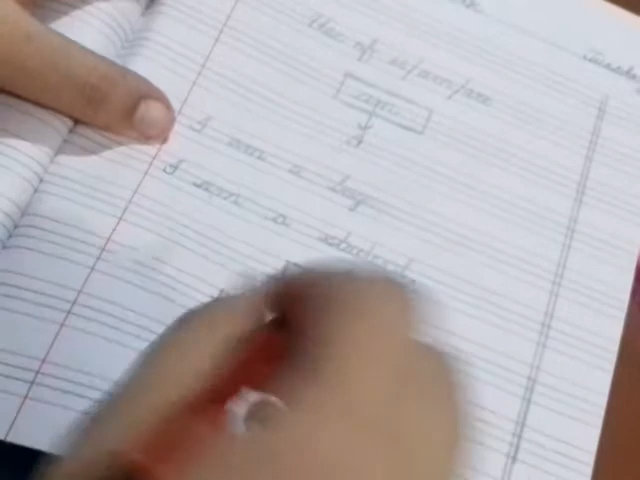 Use of is/am/are
am
I
I am a boy.
I am a student.